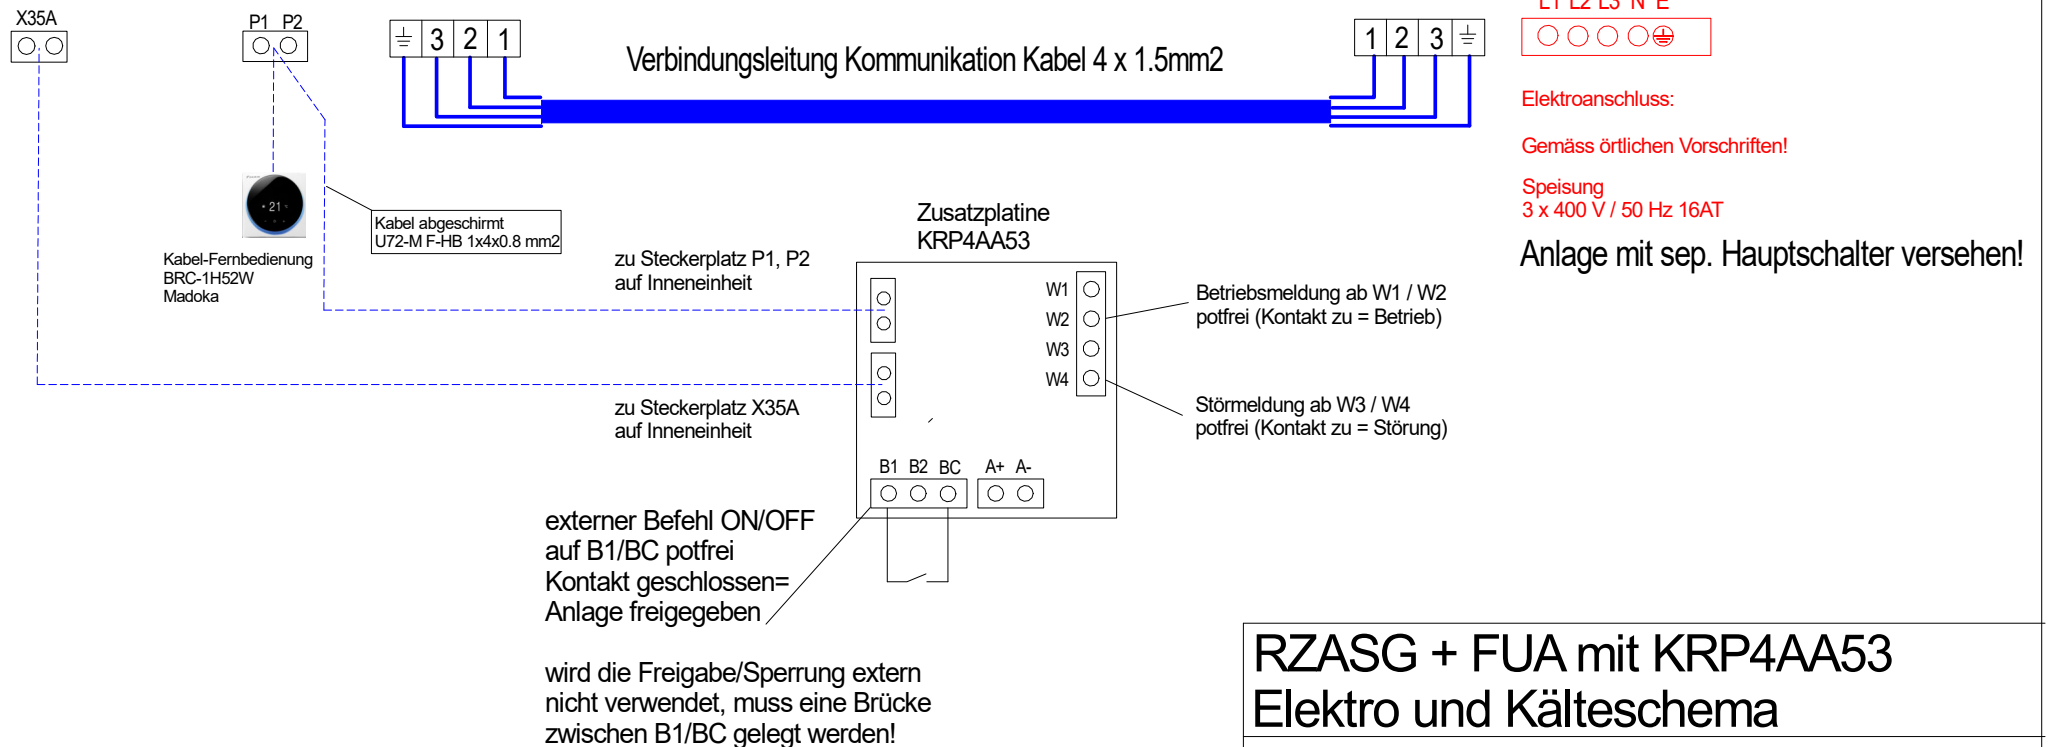 X35A
P1 P2
3 2 1
Verbindungsleitung Kommunikation Kabel 4 x 1.5mm2
1 2 3
L1 L2 L3 N E
Elektroanschluss:
Gemäss örtlichen Vorschriften!
Speisung
3 x 400 V / 50 Hz 16AT
Anlage mit sep. Hauptschalter versehen!
21
Kabel abgeschirmt
U72-M F-HB 1x4x0.8 mm2
Kabel-Fernbedienung
BRC-1H52W
Madoka
zu Steckerplatz P1, P2
auf Inneneinheit
Zusatzplatine
KRP4AA53
W1
W2
W3
W4
Betriebsmeldung ab W1 / W2
potfrei (Kontakt zu = Betrieb)
Störmeldung ab W3 / W4
potfrei (Kontakt zu = Störung)
zu Steckerplatz X35A
auf Inneneinheit
B1 B2 BC A+ A-
externer Befehl ON/OFF
auf B1/BC potfrei
Kontakt geschlossen=
Anlage freigegeben
wird die Freigabe/Sperrung extern
nicht verwendet, muss eine Brücke
zwischen B1/BC gelegt werden!
RZASG + FUA mit KRP4AA53
Elektro und Kälteschema